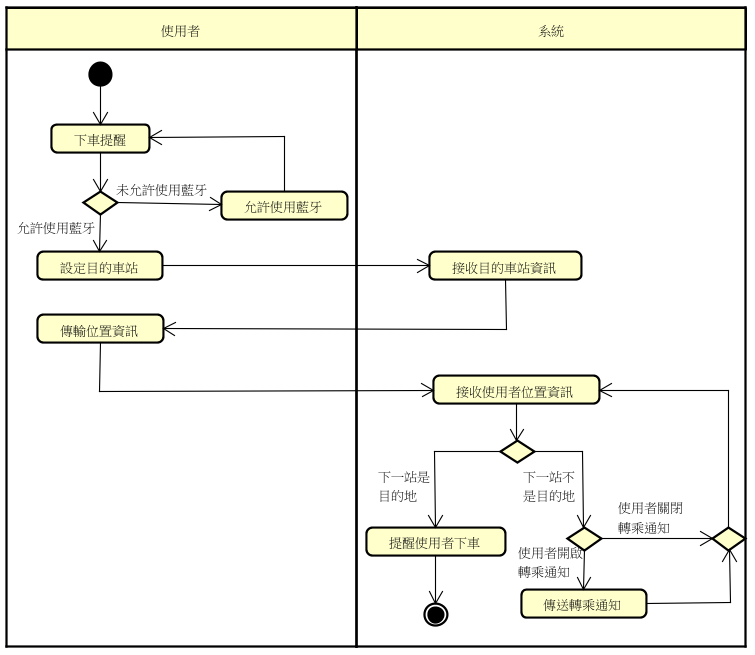 使用者
系統
下車提醒
未允許使用藍牙
允許使用藍牙
允許使用藍牙
設定目的車站
接收目的車站資訊
傳輸位置資訊
接收使用者位置資訊
下一站是
目的地
下一站不
是目的地
使用者關閉
轉乘通知
提醒使用者下車
使用者開啟
轉乘通知
傳送轉乘通知